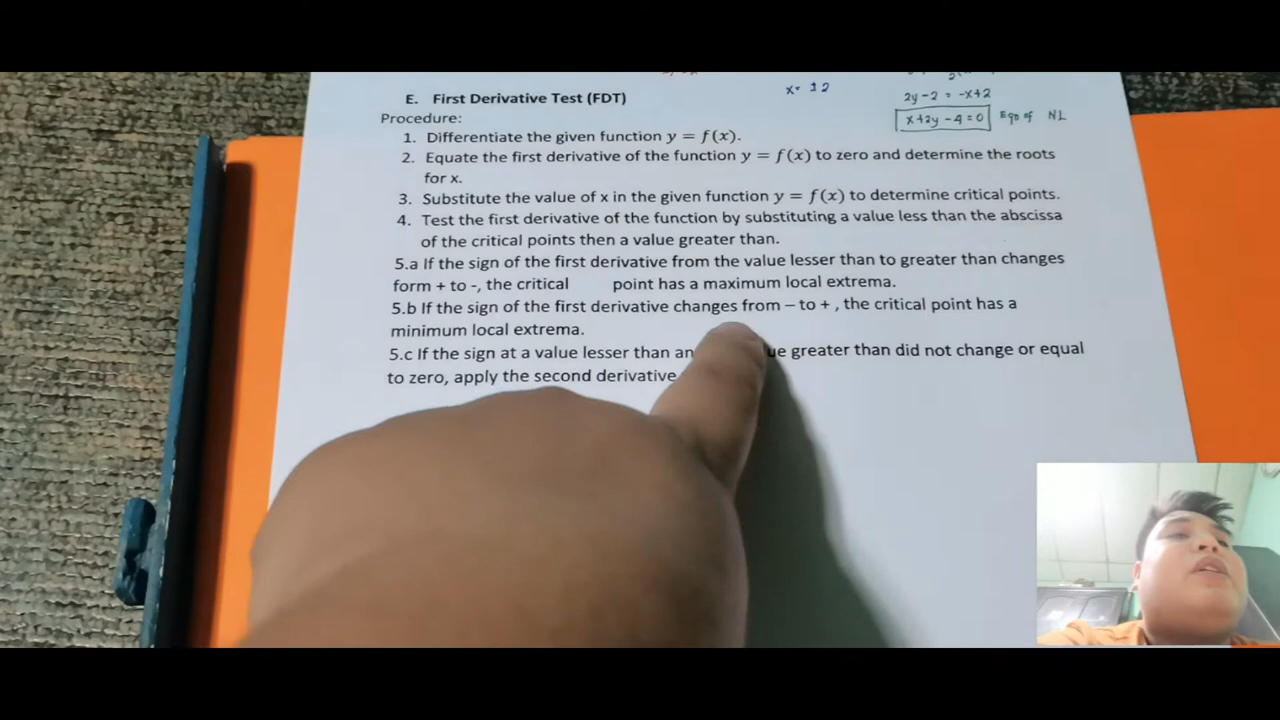 x= 12
2y-2 = -x+2
x+2y-4=0 Eqn of NL
E. First Derivative Test (FDT)
Procedure:
1. Differentiate the given function y = f(x).
2. Equate the first derivative of the function y = f(x) to zero and determine the roots
for x.
3. Substitute the value of x in the given function y = f(x) to determine critical points.
4. Test the first derivative of the function by substituting a value less than the abscissa
of the critical points then a value greater than.
5.a If the sign of the first derivative from the value lesser than to greater than changes
form + to -, the critical point has a maximum local extrema.
5.b If the sign of the first derivative changes from – to + , the critical point has a
minimum local extrema.
5.c If the sign at a value lesser than greater than did not change or equal
to zero, apply the second derivative